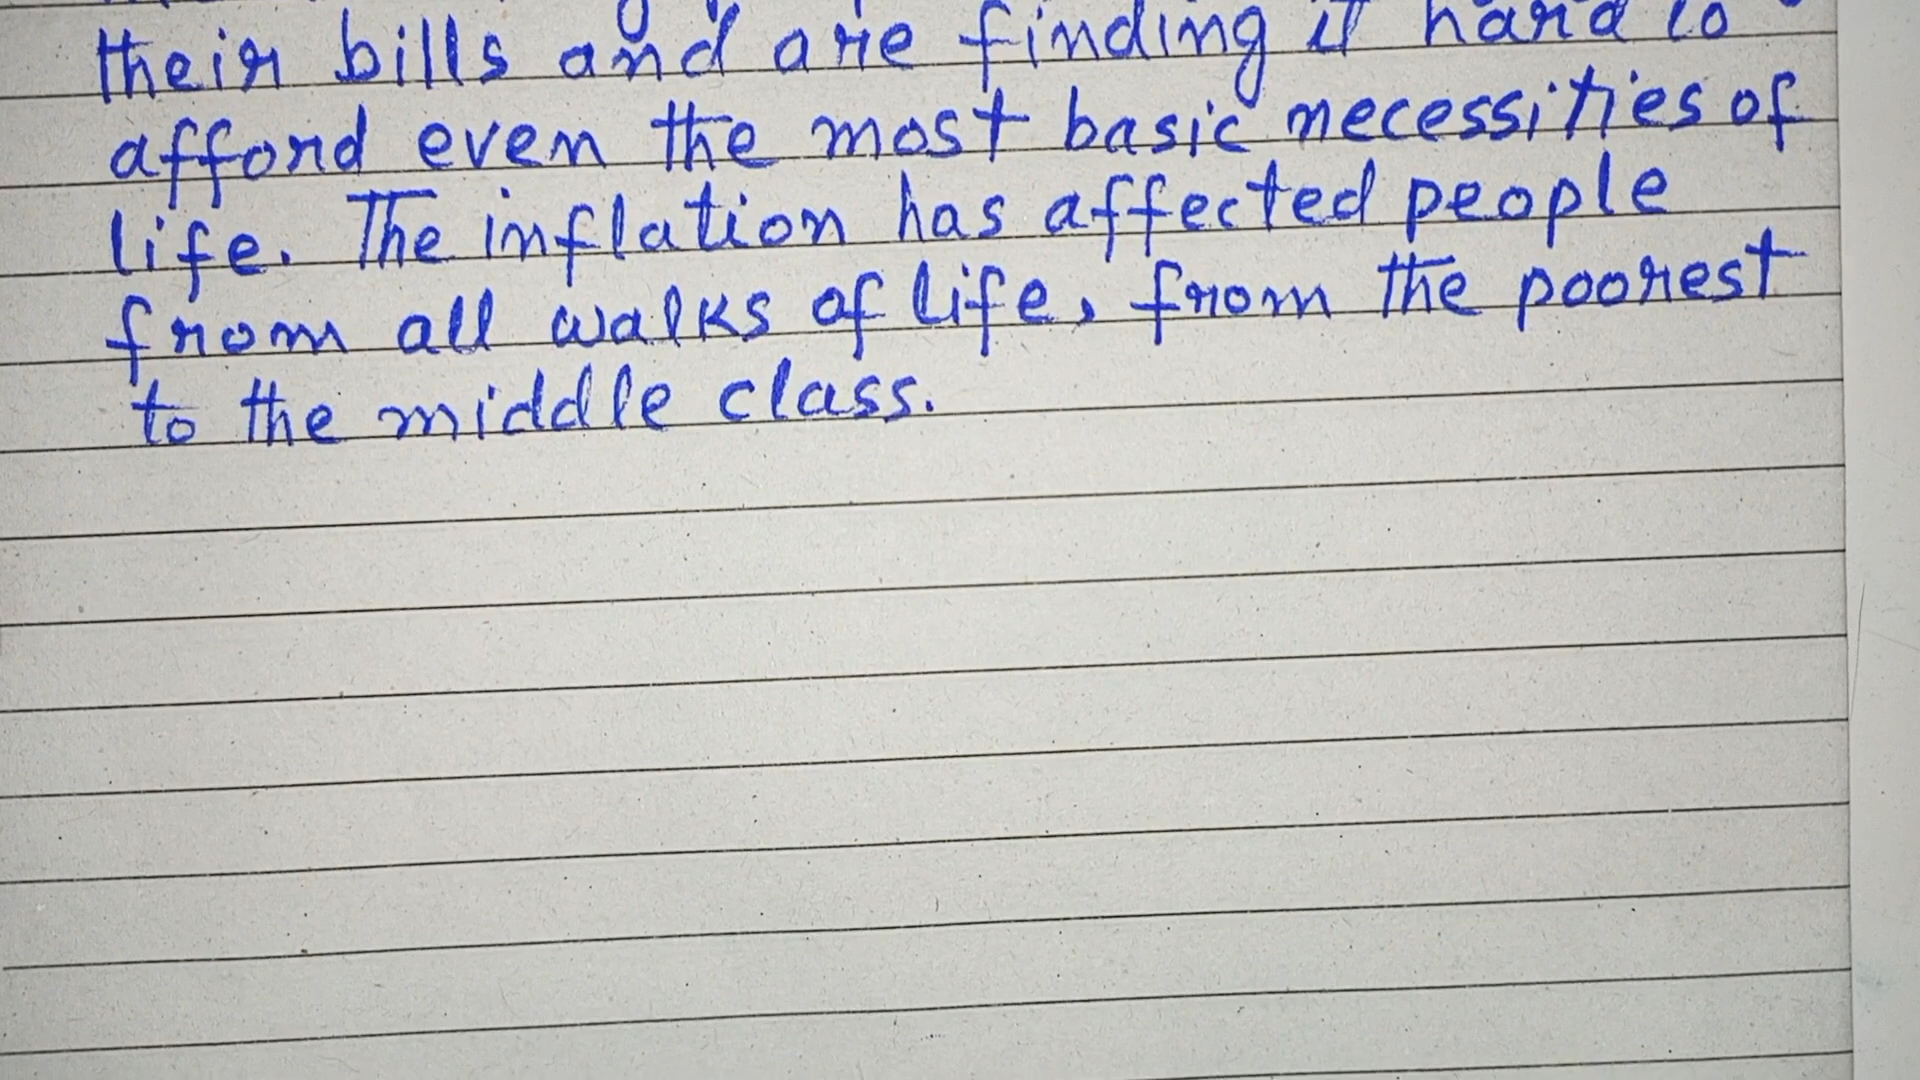 their bills and are finding it hard to
afford even the most basic necessities of
life. The inflation has affected people
from all walks of life, from the poorest
to the middle class.